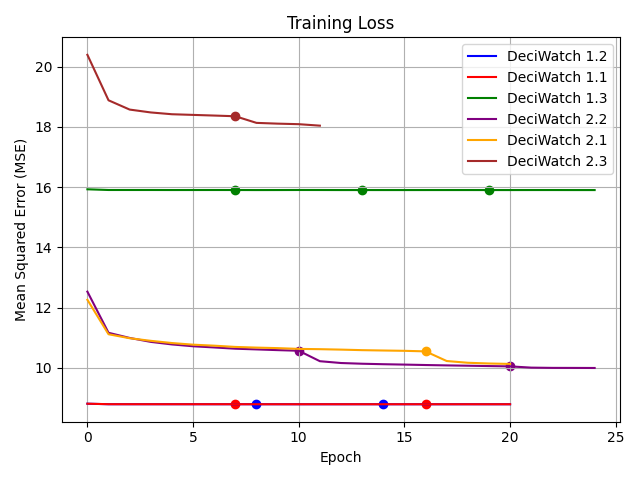 Training Loss
DeciWatch 1.2
DeciWatch 1.1
DeciWatch 1.3
DeciWatch 2.2
DeciWatch 2.1
DeciWatch 2.3
Mean Squared Error (MSE)
20
18
16
14
12
10
0 5 10 15 20 25
Epoch